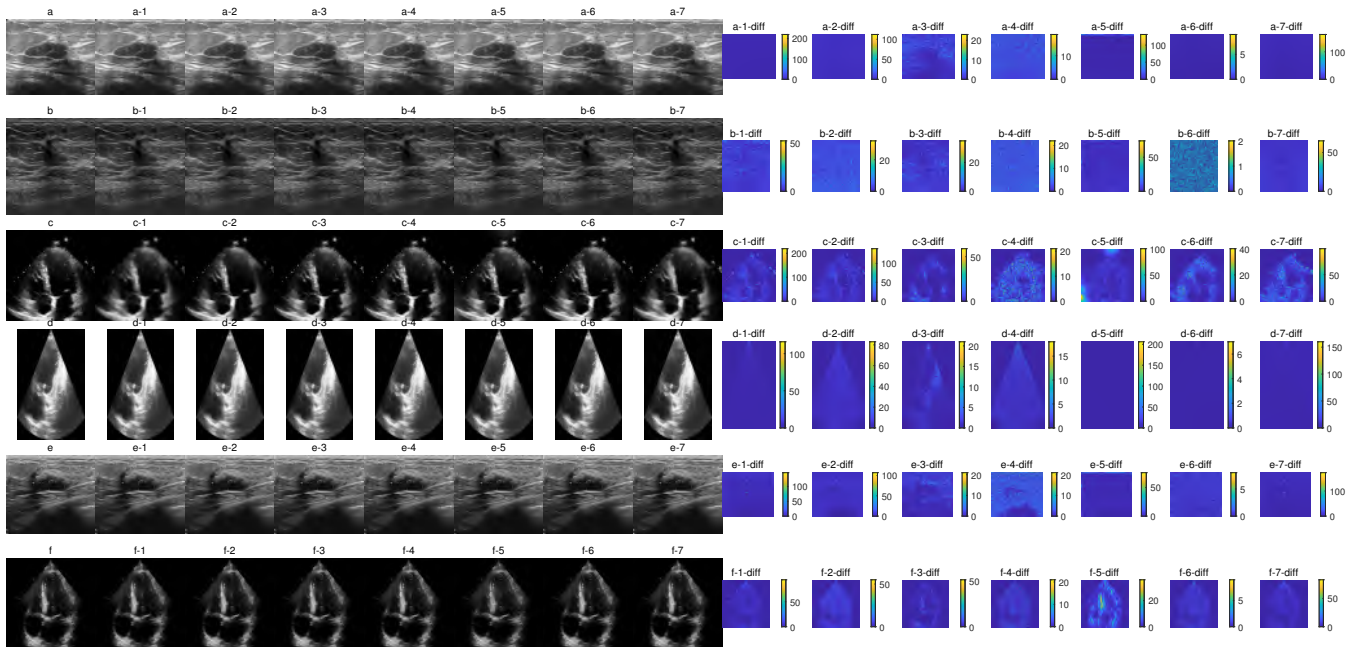 a a-1 a-2 a-3 a-4 a-5 a-6 a-7
a-1-diff a-2-diff a-3-diff a-4-diff a-5-diff a-6-diff a-7-diff
200 100 0
100 50 0
20 10 0
10 0
100 50 0
5 0
100 0
b b-1 b-2 b-3 b-4 b-5 b-6 b-7
b-1-diff b-2-diff b-3-diff b-4-diff b-5-diff b-6-diff b-7-diff
50 0
20 0
20 0
20 10 0
50 0
2 1 0
50 0
c c-1 c-2 c-3 c-4 c-5 c-6 c-7
c-1-diff c-2-diff c-3-diff c-4-diff c-5-diff c-6-diff c-7-diff
200 100 0
100 50 0
50 0
20 10 0
100 50 0
40 20 0
100 50 0
d d-1 d-2 d-3 d-4 d-5 d-6 d-7
d-1-diff d-2-diff d-3-diff d-4-diff d-5-diff d-6-diff d-7-diff
100 50 0
80 60 40 20 0
20 15 10 5 0
15 10 5 0
200 150 100 50 0
6 4 2 0
150 100 50 0
e e-1 e-2 e-3 e-4 e-5 e-6 e-7
e-1-diff e-2-diff e-3-diff e-4-diff e-5-diff e-6-diff e-7-diff
100 50 0
100 50 0
20 10 0
20 10 0
50 0
5 0
100 0
f f-1 f-2 f-3 f-4 f-5 f-6 f-7
f-1-diff f-2-diff f-3-diff f-4-diff f-5-diff f-6-diff f-7-diff
50 0
50 0
50 0
20 10 0
20 0
5 0
50 0